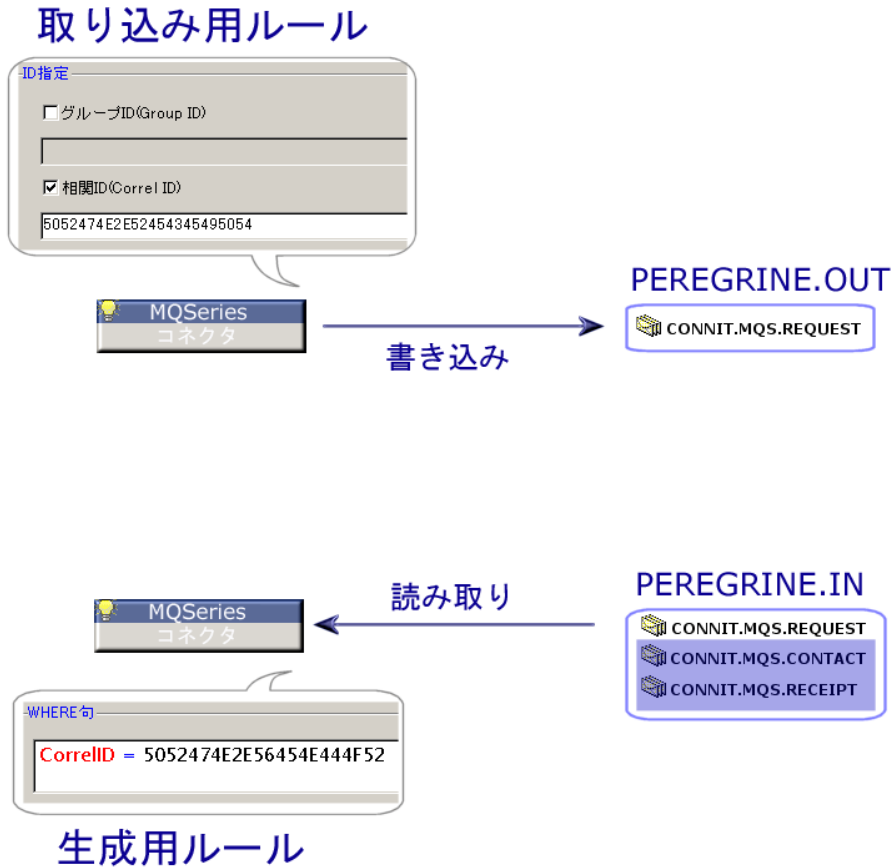 取り込み用ルール
ID指定
グループID(Group ID)
相関ID(Correl ID)
5052474E2E52454345495054
MQSeries
コネクタ
書き込み
PEREGRINE.OUT
CONNIT.MQS.REQUEST
MQSeries
コネクタ
読み取り
PEREGRINE.IN
CONNIT.MQS.REQUEST
CONNIT.MQS.CONTACT
CONNIT.MQS.RECEIPT
WHERE句
CorrelID = 5052474E2E56454E444F52
生成用ルール